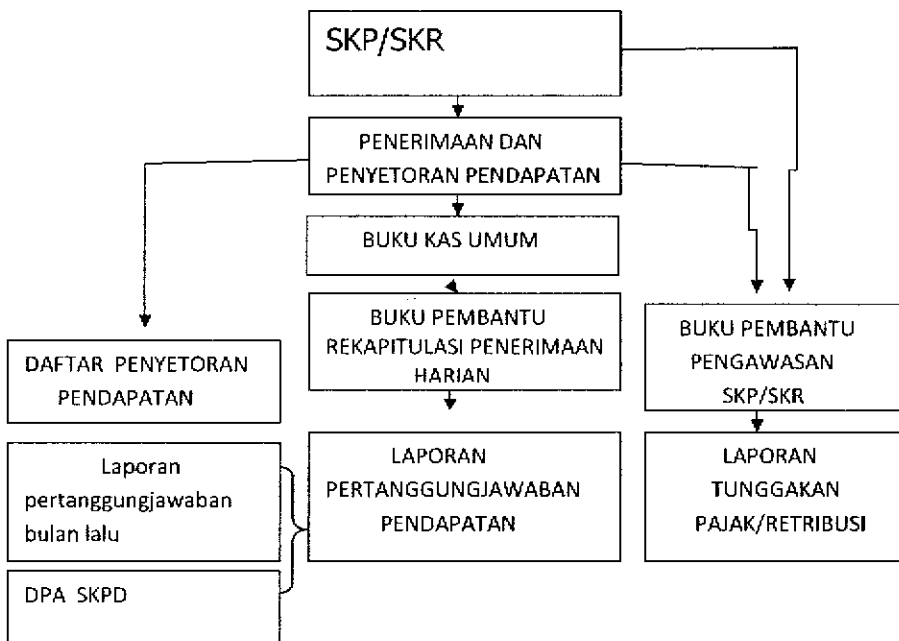 SKP/SKR
PENERIMAAN DAN
PENYETORAN PENDAPATAN
BUKU KAS UMUM
BUKU PEMBANTU
REKAPITULASI PENERIMAAN
HARIAN
BUKU PEMBANTU
PENGAWASAN
SKP/SKR
DAFTAR PENYETORAN
PENDAPATAN
Laporan
pertanggungjawaban
bulan lalu
LAPORAN
PERTANGGUNGJAWABAN
PENDAPATAN
LAPORAN
TUNGGAKAN
PAJAK/RETRIBUSI
DPA SKPD